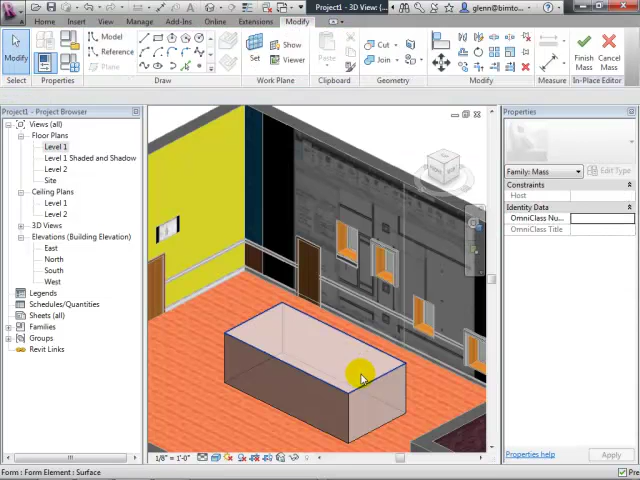 Project1 - 3D View: {...
glenn@bimto...
Home Insert View Manage Add-Ins Online Extensions Modify
Modify
Select
Model
Reference
Plane
Draw
Set
Show
Viewer
Work Plane
Clipboard
Cut
Join
Geometry
Modify
Measure
Finish Mass
Cancel Mass
In-Place Editor
Project1 - Project Browser
Views (all)
Floor Plans
Level 1
Level 1 Shaded and Shadow
Level 2
Site
Ceiling Plans
Level 1
Level 2
3D Views
Elevations (Building Elevation)
East
North
South
West
Legends
Schedules/Quantities
Sheets (all)
Families
Groups
Revit Links
Properties
Family: Mass
Edit Type
Constraints
Host
Identity Data
OmniClass Nu...
OmniClass Title
Properties help
Apply
1/8" = 1'-0"
Form : Form Element : Surface
:0
Pre